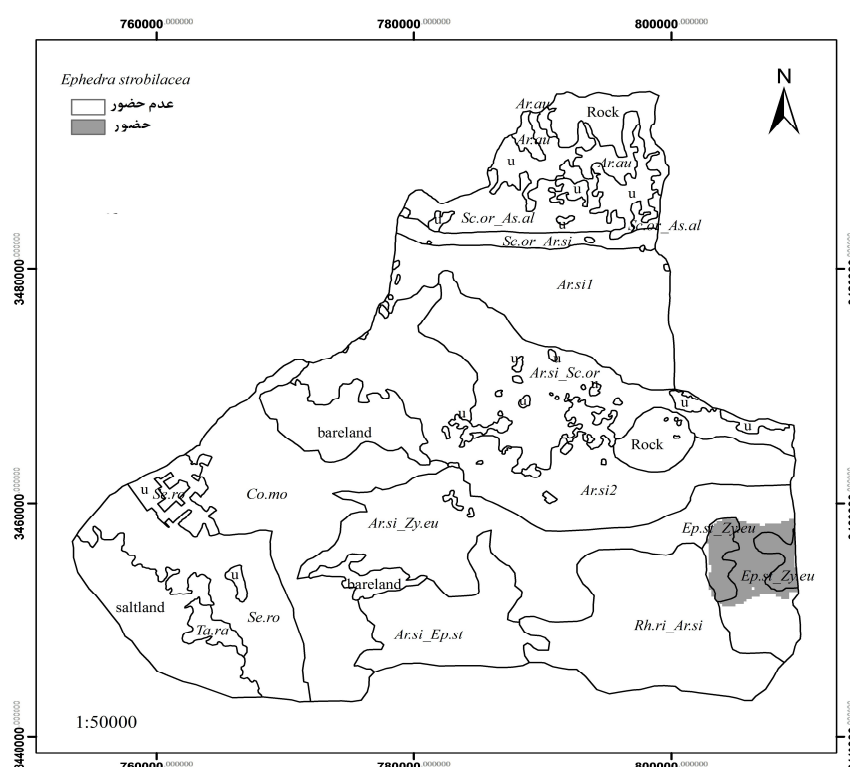 760000.000000 780000.000000 800000.000000
Ephedra strobilacea
عدم حضور
حضور
N
Ar.au
Rock
Ar.au
u
Ar.au
u
u
u
Sc.or_As.al
u
Sc.or_As.al
Sc.or_Ar.si
3480000.000000
Ar.si1
u
u
Ar.si_Sc.or
u
u
u
u
u
bareland
Rock
u
Se.ro
Co.mo
Ar.si2
3460000.000000
Ar.si_Zy.eu
Ep.st_Zy.eu
u
bareland
Ep.st_Zy.eu
saltland
Se.ro
Ta.ra
Ar.si_Ep.st
Rh.ri_Ar.si
1:50000
3440000.000000
760000.000000 780000.000000 800000.000000